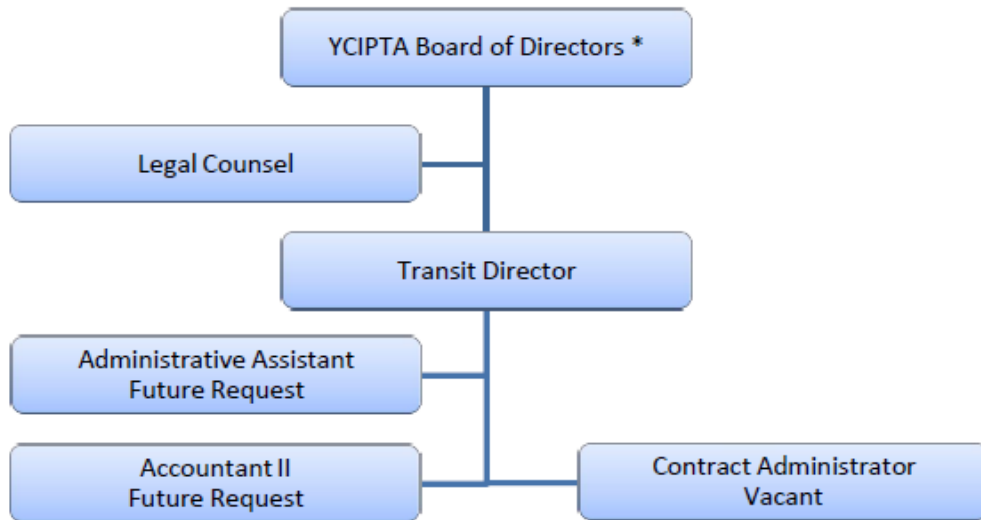 YCIPTA Board of Directors *
Legal Counsel
Transit Director
Administrative Assistant
Future Request
Accountant II
Future Request
Contract Administrator
Vacant